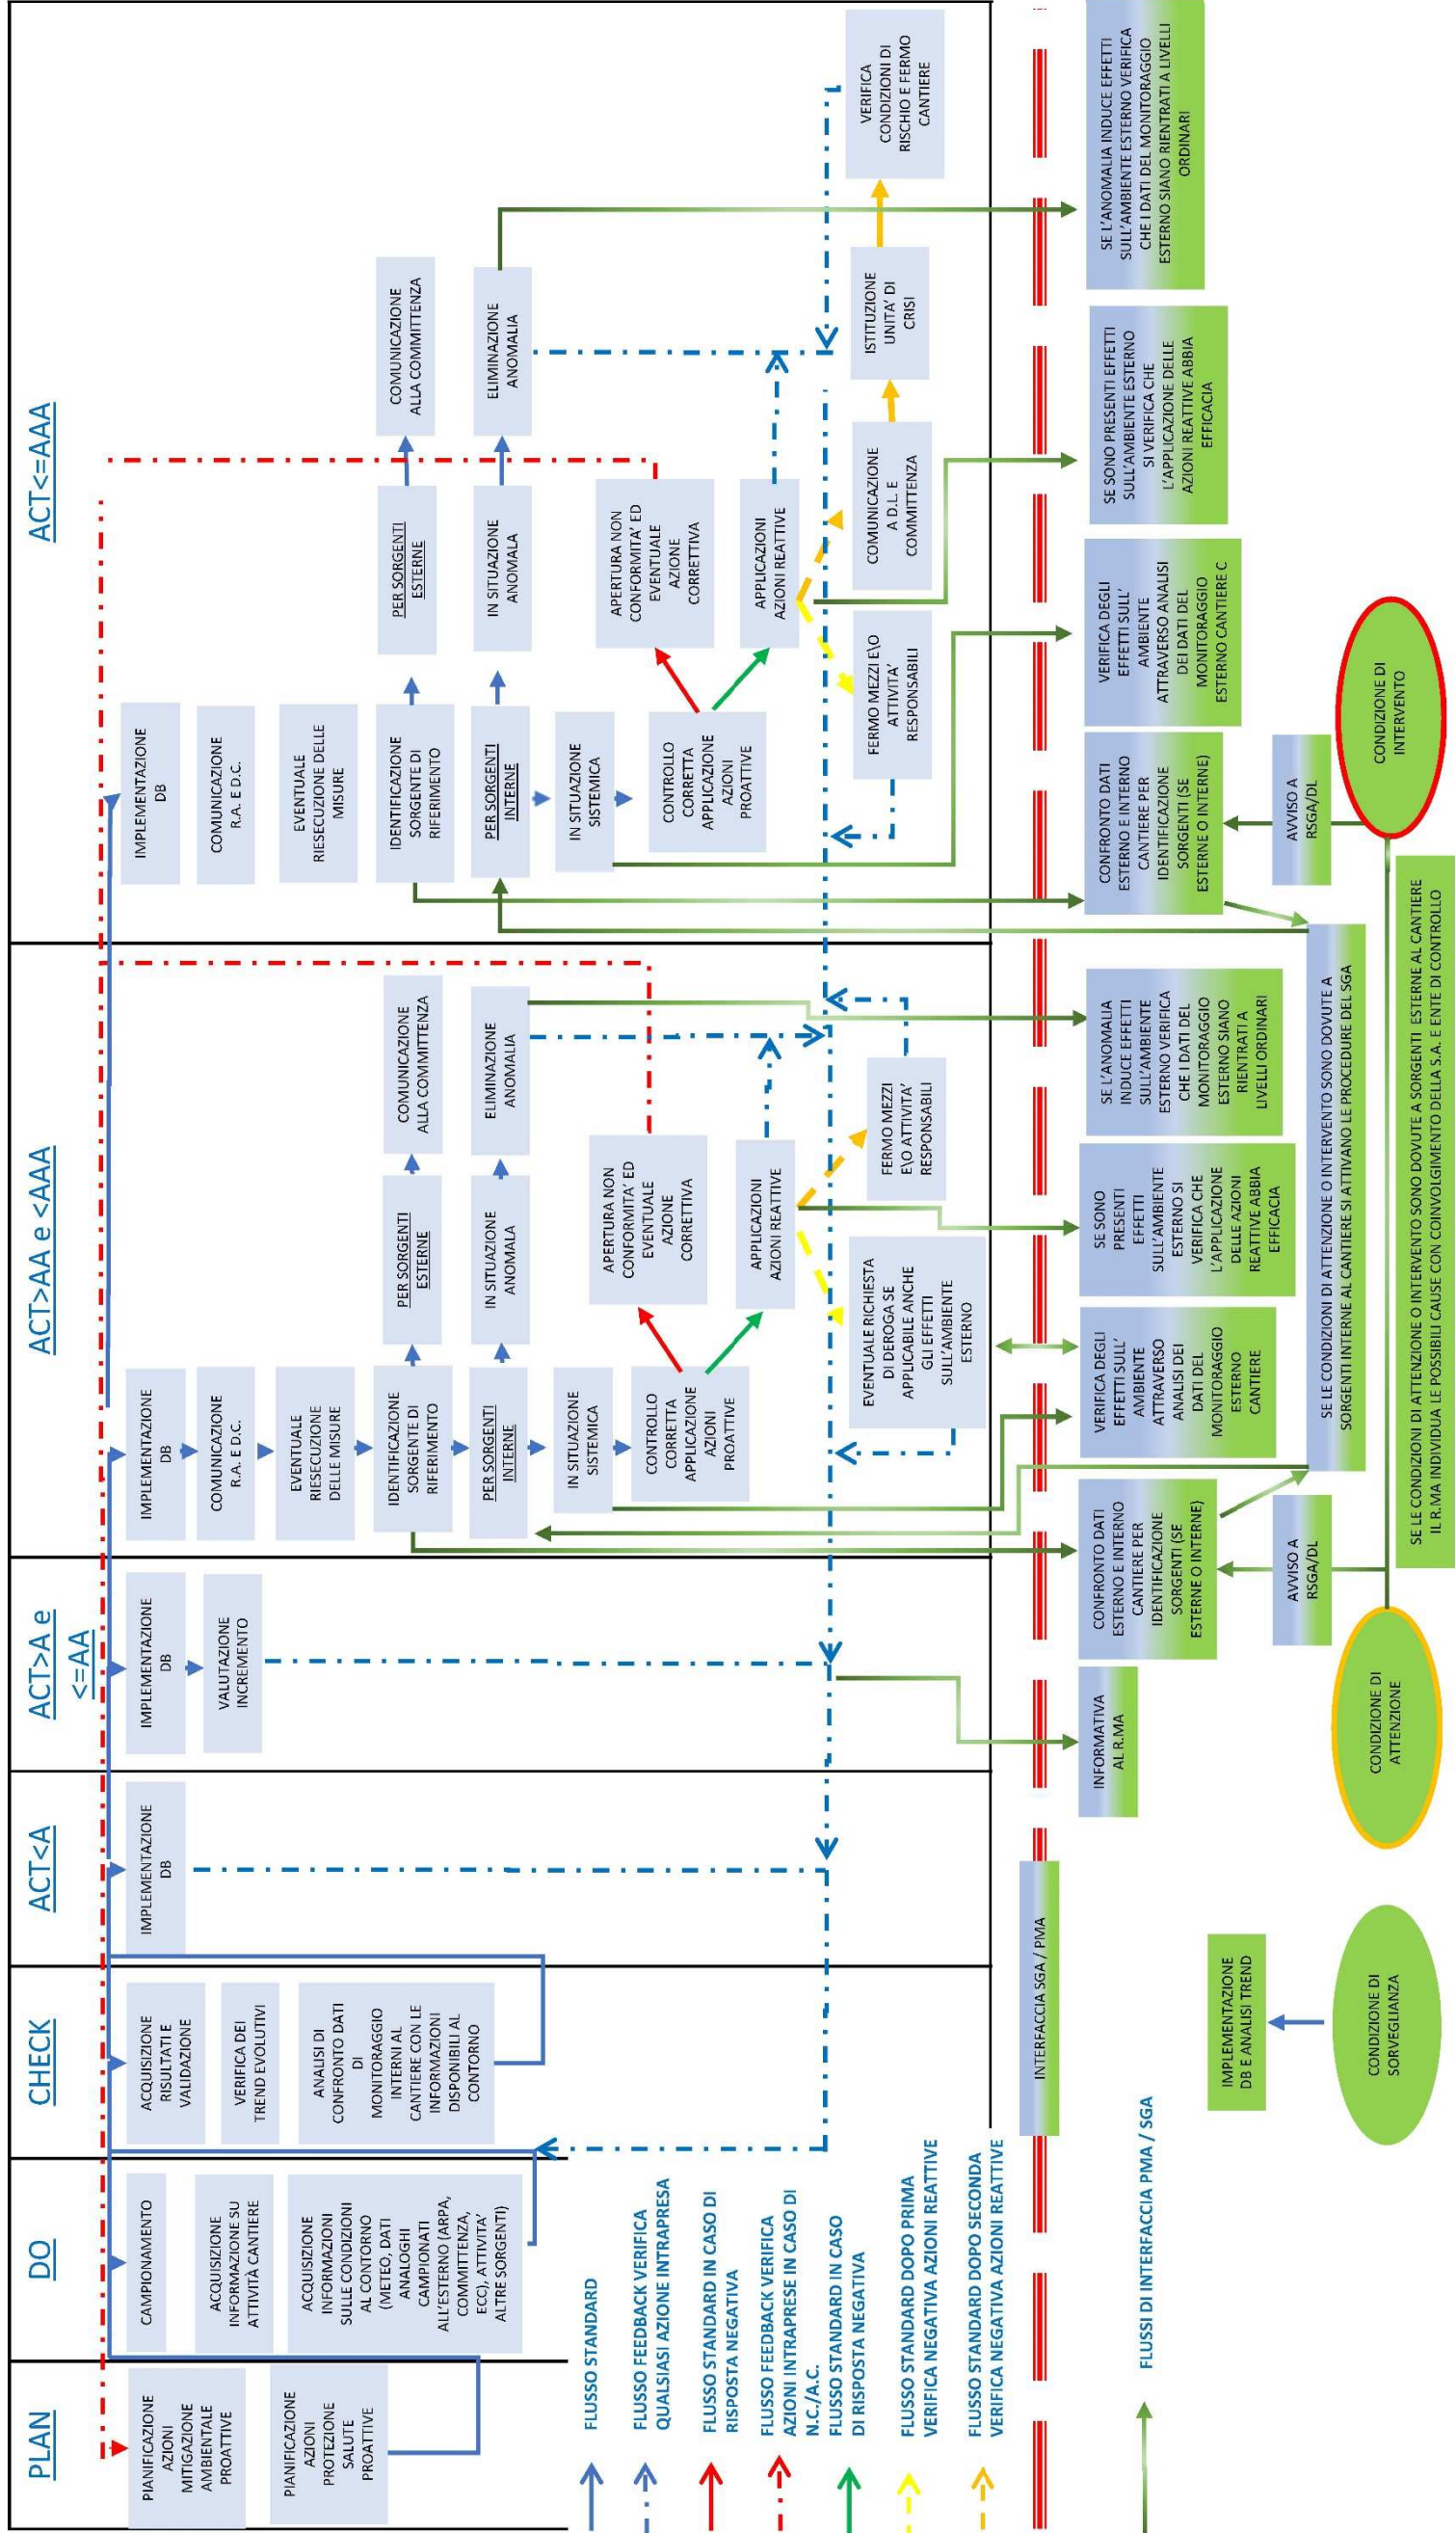 PLAN
PIANIFICAZIONE
AZIONI
MITIGAZIONE
AMBIENTALE
PROATTIVE
PIANIFICAZIONE
AZIONI
PROTEZIONE
SALUTE
PROATTIVE
DO
CAMPIONAMENTO
ACQUISIZIONE
INFORMAZIONE SU
ATTIVITÀ CANTIERE
ACQUISIZIONE
INFORMAZIONI
SULLE CONDIZIONI
AL CONTORNO
(METEO, DATI
ANALOGHI
CAMPIONATI
ALL'ESTERNO (ARPA,
COMMITTENZA,
ECC), ATTIVITA'
ALTRE SORGENTI)
CHECK
ACQUISIZIONE
RISULTATI E
VALIDAZIONE
VERIFICA DEI
TREND EVOLUTIVI
ANALISI DI
CONFRONTO DATI
DI
MONITORAGGIO
INTERNI AL
CANTIERE CON LE
INFORMAZIONI
DISPONIBILI AL
CONTORNO
ACT<A
IMPLEMENTAZIONE
DB
ACT>A e
<=AA
IMPLEMENTAZIONE
DB
VALUTAZIONE
INCREMENTO
ACT>AA e <AAA
IMPLEMENTAZIONE
DB
COMUNICAZIONE
R.A. E D.C.
EVENTUALE
RIESECUZIONE
DELLE MISURE
IDENTIFICAZIONE
SORGENTE DI
RIFERIMENTO
PER SORGENTI
INTERNE
IN SITUAZIONE
SISTEMICA
CONTROLLO
CORRETTA
APPLICAZIONE
AZIONI
PROATTIVE
PER SORGENTI
ESTERNE
IN SITUAZIONE
ANOMALA
COMUNICAZIONE
ALLA COMMITTENZA
ELIMINAZIONE
ANOMALIA
APERTURA NON
CONFORMITA' ED
EVENTUALE
AZIONE
CORRETTIVA
APPLICAZIONI
AZIONI REATTIVE
EVENTUALE RICHIESTA
DI DEROGA SE
APPLICABILE ANCHE
GLI EFFETTI
SULL'AMBIENTE
ESTERNO
FERMO MEZZI
E\O ATTIVITA'
RESPONSABILI
ACT<=AAA
IMPLEMENTAZIONE
DB
COMUNICAZIONE
R.A. E D.C.
EVENTUALE
RIESECUZIONE DELLE
MISURE
IDENTIFICAZIONE
SORGENTE DI
RIFERIMENTO
PER SORGENTI
INTERNE
IN SITUAZIONE
SISTEMICA
CONTROLLO
CORRETTA
APPLICAZIONE
AZIONI
PROATTIVE
PER SORGENTI
ESTERNE
IN SITUAZIONE
ANOMALA
COMUNICAZIONE
ALLA COMMITTENZA
ELIMINAZIONE
ANOMALIA
APERTURA NON
CONFORMITA' ED
EVENTUALE
AZIONE
CORRETTIVA
APPLICAZIONI
AZIONI REATTIVE
FERMO MEZZI E\O
ATTIVITA'
RESPONSABILI
COMUNICAZIONE
A D.L. E
COMMITTENZA
ISTITUZIONE
UNITA' DI
CRISI
VERIFICA
CONDIZIONI DI
RISCHIO E FERMO
CANTIERE
FLUSSO STANDARD
FLUSSO FEEDBACK VERIFICA
QUALSIASI AZIONE INTRAPRESA
FLUSSO STANDARD IN CASO DI
RISPOSTA NEGATIVA
FLUSSO FEEDBACK VERIFICA
AZIONI INTRAPRESE IN CASO DI
N.C./A.C.
FLUSSO STANDARD IN CASO
DI RISPOSTA NEGATIVA
FLUSSO STANDARD DOPO PRIMA
VERIFICA NEGATIVA AZIONI REATTIVE
FLUSSO STANDARD DOPO SECONDA
VERIFICA NEGATIVA AZIONI REATTIVE
INTERFACCIA SGA / PMA
FLUSSI DI INTERFACCIA PMA / SGA
IMPLEMENTAZIONE
DB E ANALISI TREND
CONDIZIONE DI
SORVEGLIANZA
INFORMATIVA
AL R.MA
CONDIZIONE DI
ATTENZIONE
CONFRONTO DATI
ESTERNO E INTERNO
CANTIERE PER
IDENTIFICAZIONE
SORGENTI (SE
ESTERNE O INTERNE)
AVVISO A
RSGA/DL
VERIFICA DEGLI
EFFETTI SULL'
AMBIENTE
ATTRAVERSO
ANALISI DEI
DATI DEL
MONITORAGGIO
ESTERNO
CANTIERE
SE SONO
PRESENTI
EFFETTI
SULL'AMBIENTE
ESTERNO SI
VERIFICA CHE
L'APPLICAZIONE
DELLE AZIONI
REATTIVE ABBIA
EFFICACIA
SE L'ANOMALIA
INDUCE EFFETTI
SULL'AMBIENTE
ESTERNO VERIFICA
CHE I DATI DEL
MONITORAGGIO
ESTERNO SIANO
RIENTRATI A
LIVELLI ORDINARI
SE LE CONDIZIONI DI ATTENZIONE O INTERVENTO SONO DOVUTE A
SORGENTI INTERNE AL CANTIERE SI ATTIVANO LE PROCEDURE DEL SGA
SE LE CONDIZIONI DI ATTENZIONE O INTERVENTO SONO DOVUTE A SORGENTI ESTERNE AL CANTIERE
IL R.MA INDIVIDUA LE POSSIBILI CAUSE CON COINVOLGIMENTO DELLA S.A. E ENTE DI CONTROLLO
CONFRONTO DATI
ESTERNO E INTERNO
CANTIERE PER
IDENTIFICAZIONE
SORGENTI (SE
ESTERNE O INTERNE)
AVVISO A
RSGA/DL
CONDIZIONE DI
INTERVENTO
VERIFICA DEGLI
EFFETTI SULL'
AMBIENTE
ATTRAVERSO ANALISI
DEI DATI DEL
MONITORAGGIO
ESTERNO CANTIERE C
SE SONO PRESENTI EFFETTI
SULL'AMBIENTE ESTERNO
SI VERIFICA CHE
L'APPLICAZIONE DELLE
AZIONI REATTIVE ABBIA
EFFICACIA
SE L'ANOMALIA INDUCE EFFETTI
SULL'AMBIENTE ESTERNO VERIFICA
CHE I DATI DEL MONITORAGGIO
ESTERNO SIANO RIENTRATI A LIVELLI
ORDINARI